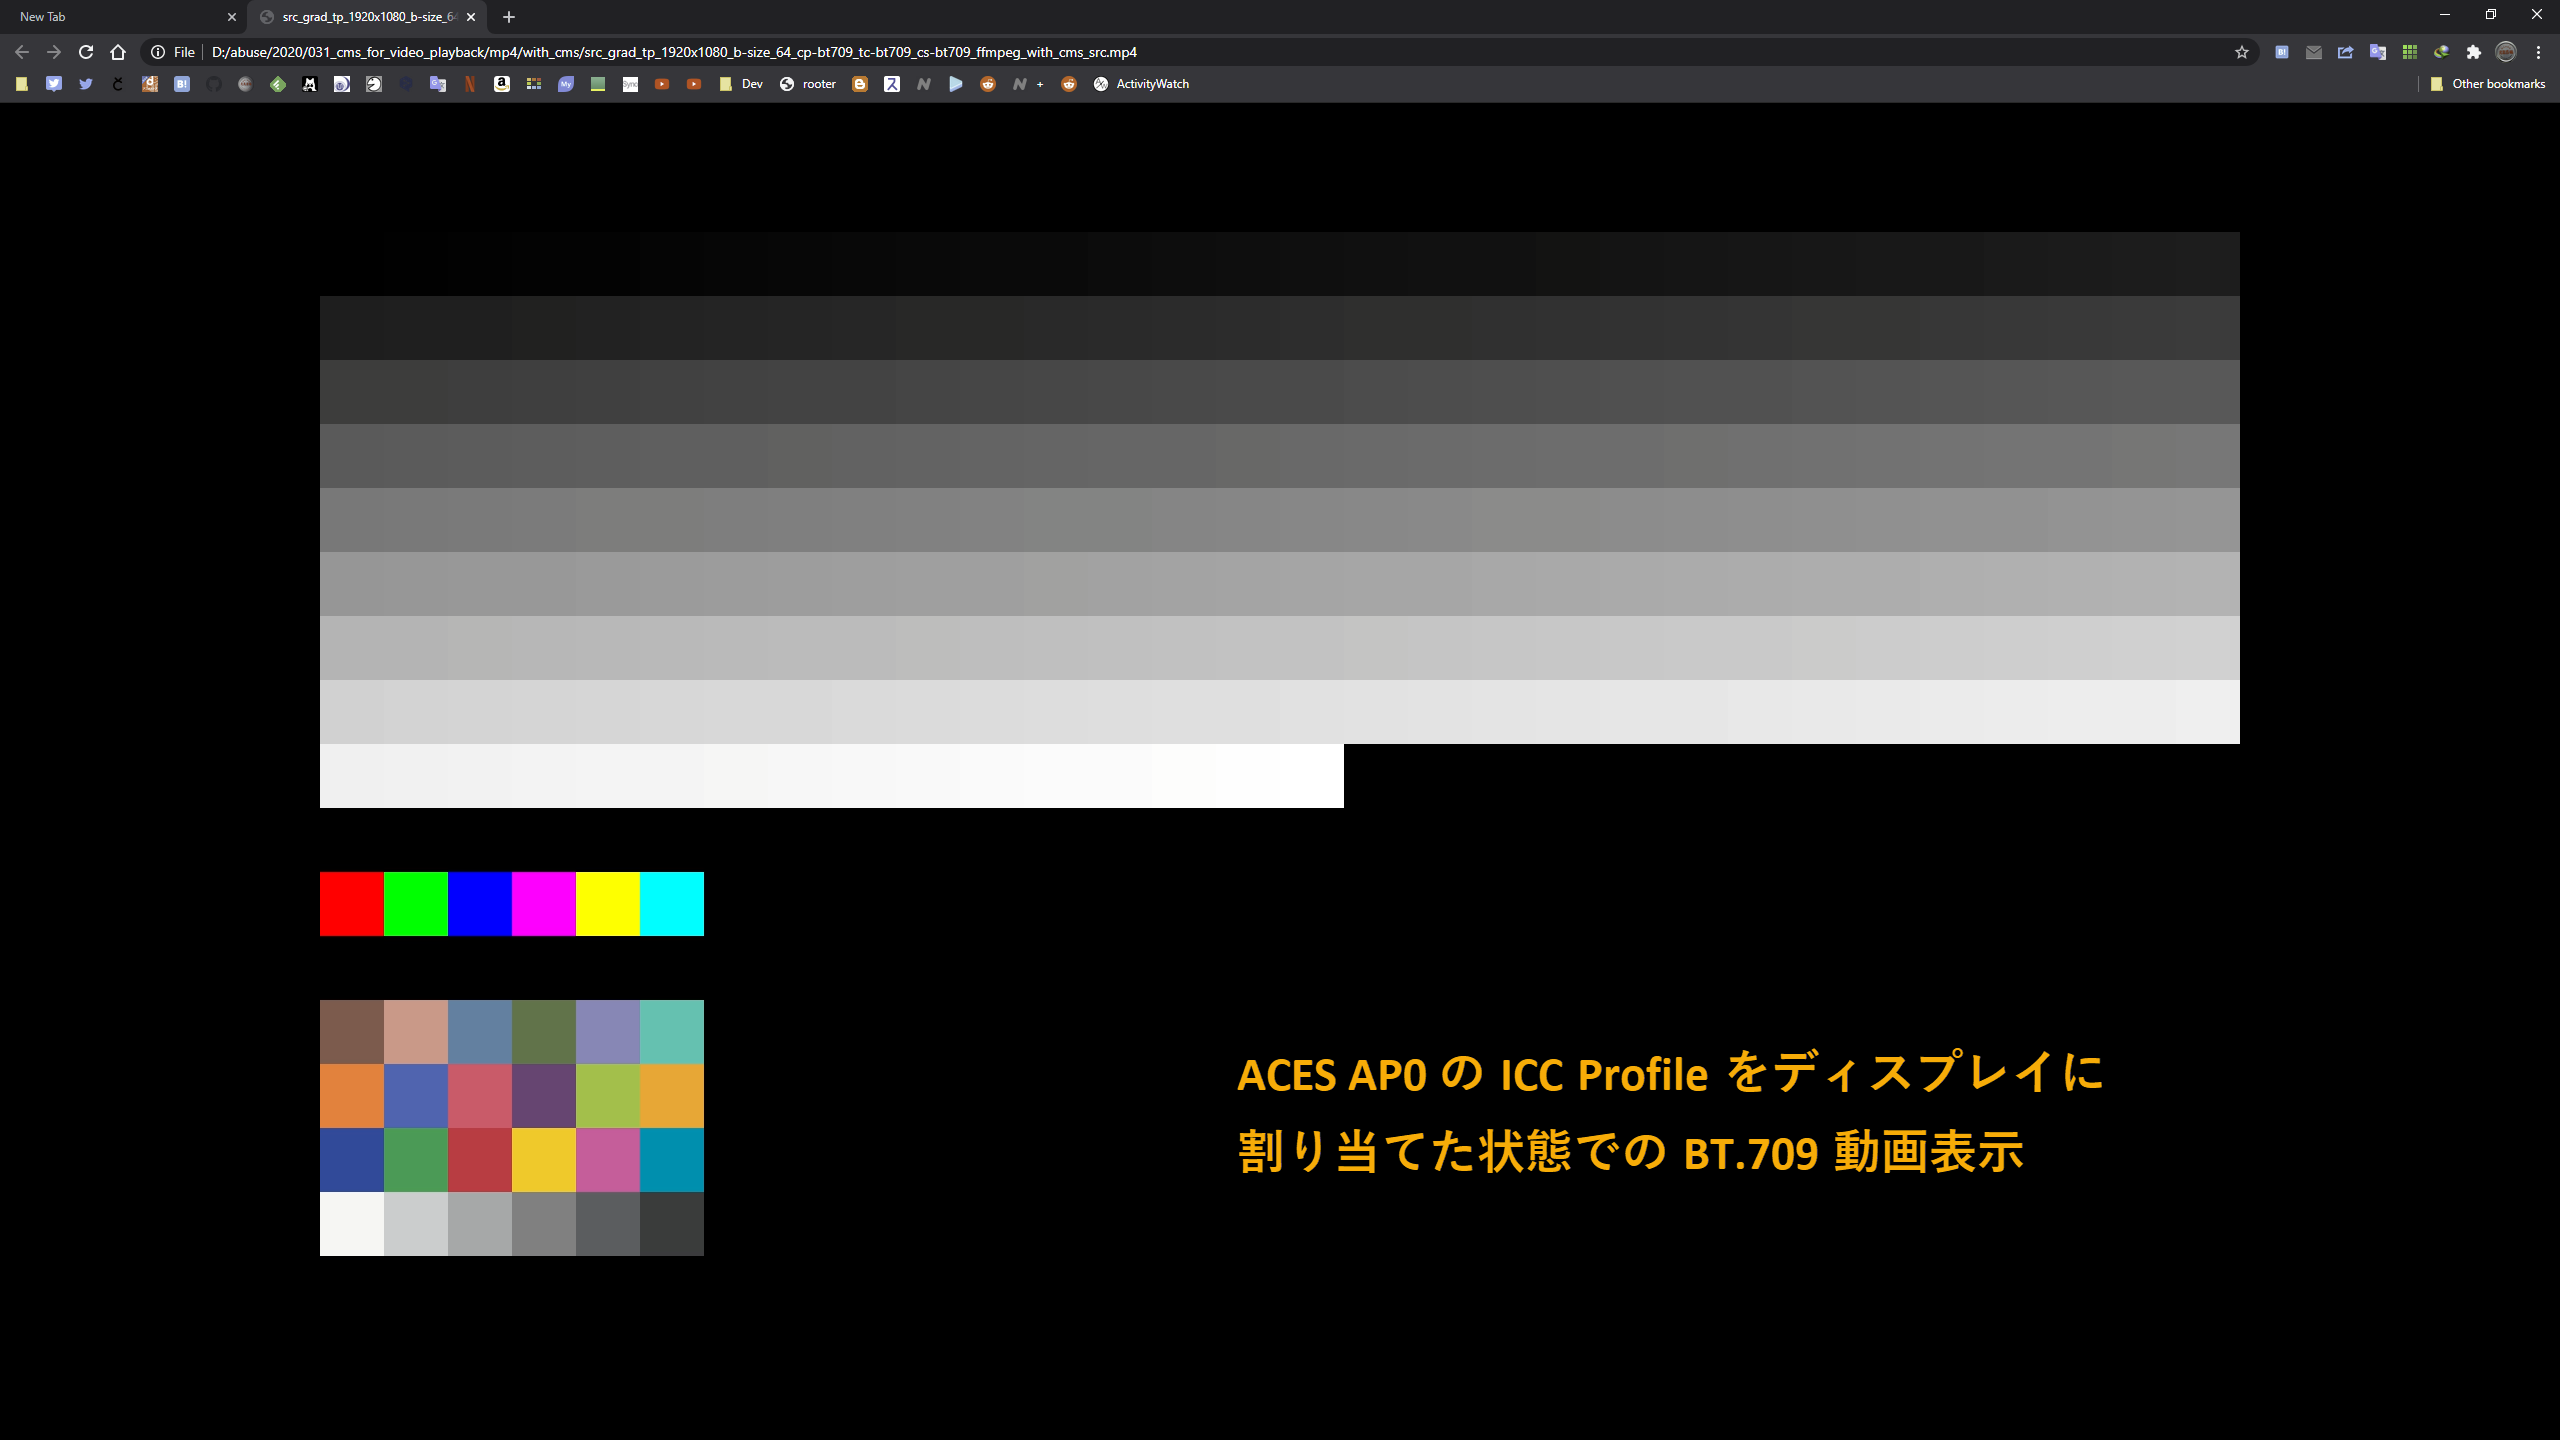 New Tab
src_grad_tp_1920x1080_b-size_64
File
D:/abuse/2020/031_cms_for_video_playback/mp4/with_cms/src_grad_tp_1920x1080_b-size_64_cp-bt709_tc-bt709_cs-bt709_ffmpeg_with_cms_src.mp4
Dev
rooter
+
ActivityWatch
Other bookmarks
ACES AP0 の ICC Profile をディスプレイに
割り当てた状態での BT.709 動画表示